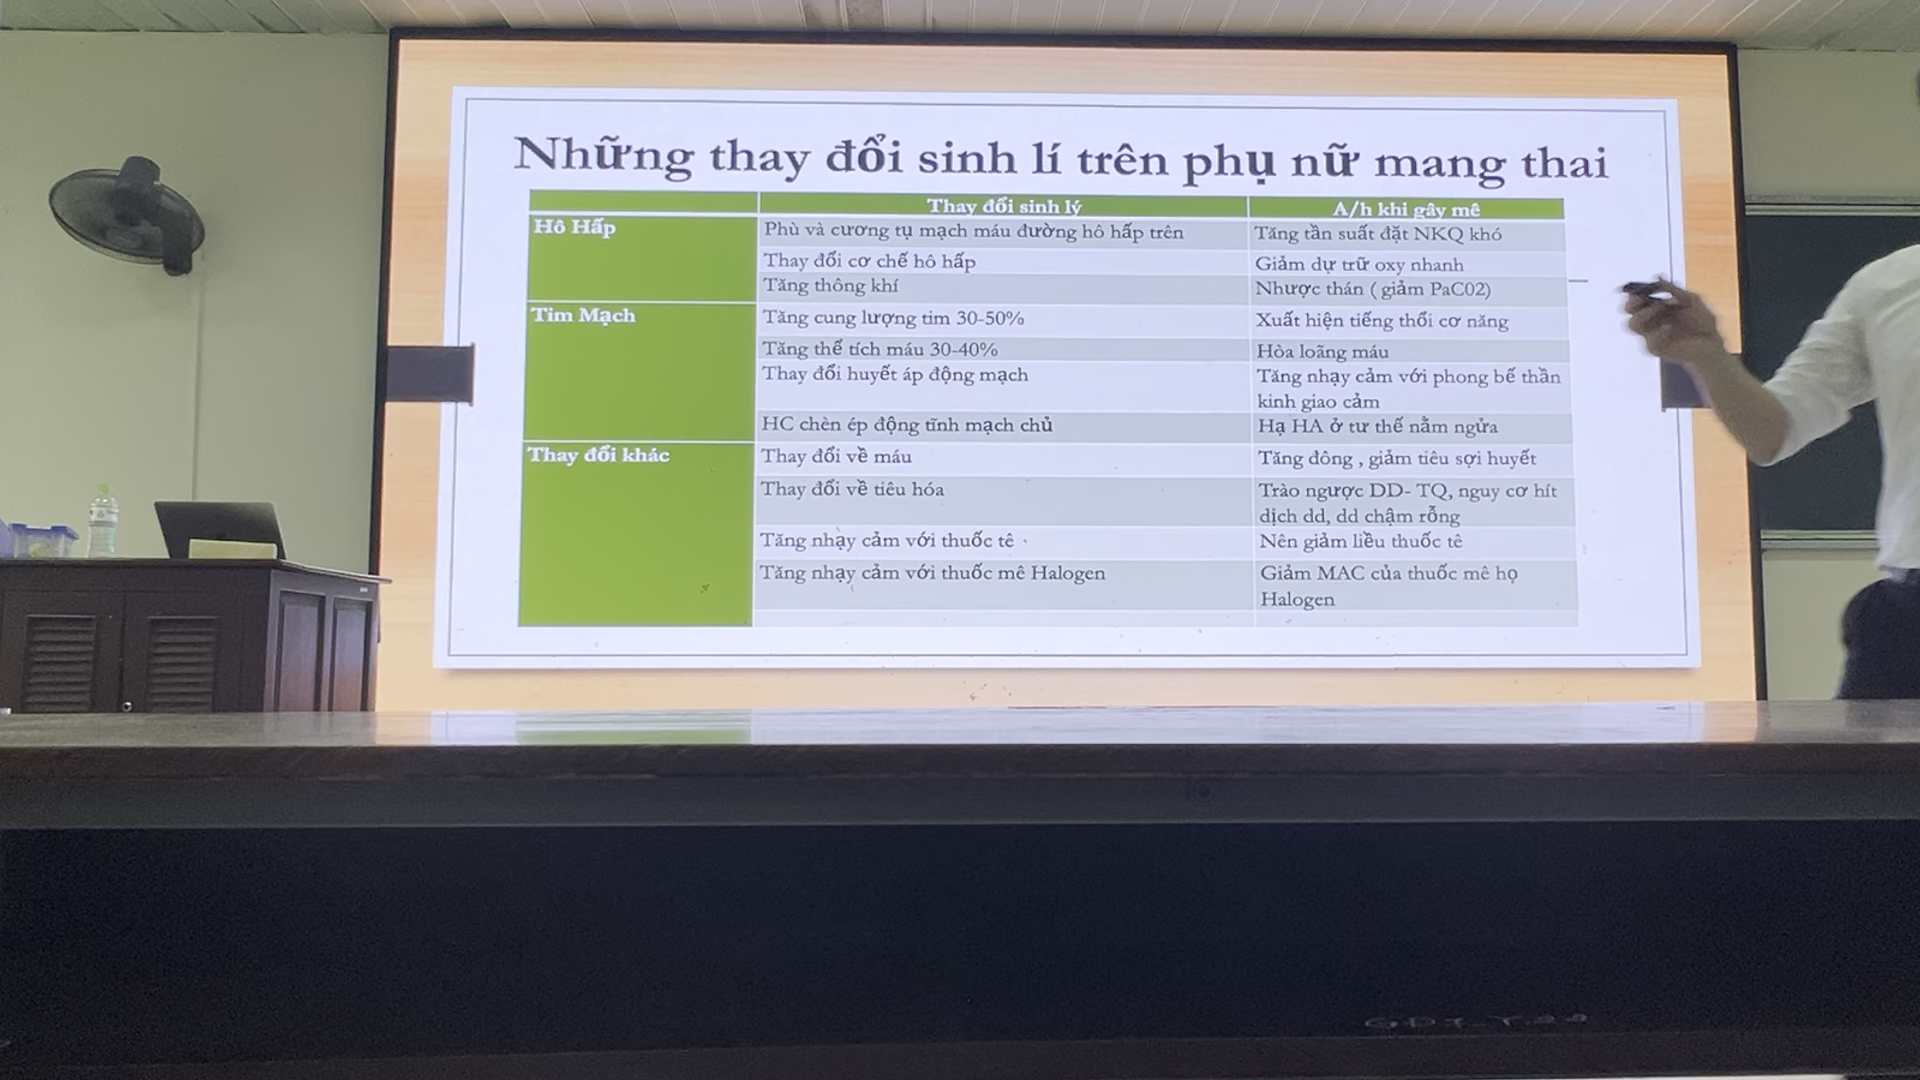 Những thay đổi sinh lí trên phụ nữ mang thai
Thay đổi sinh lý A/h khi gây mê
Hô Hấp Phù và cương tụ mạch máu đường hô hấp trên Tăng tần suất đặt NKQ khó
Thay đổi cơ chế hô hấp Giảm dự trữ oxy nhanh
Tăng thông khí Nhược thán ( giảm PaC02)
Tim Mạch Tăng cung lượng tim 30-50% Xuất hiện tiếng thổi cơ năng
Tăng thể tích máu 30-40% Hòa loãng máu
Thay đổi huyết áp động mạch Tăng nhạy cảm với phong bế thần
kinh giao cảm
HC chèn ép động tĩnh mạch chủ Hạ HA ở tư thế nằm ngửa
Thay đổi khác Thay đổi về máu Tăng đông , giảm tiêu sợi huyết
Thay đổi về tiêu hóa Trào ngược DD- TQ, nguy cơ hít
dịch dd, dd chậm rỗng
Tăng nhạy cảm với thuốc tê Nên giảm liều thuốc tê
Tăng nhạy cảm với thuốc mê Halogen Giảm MAC của thuốc mê họ
Halogen